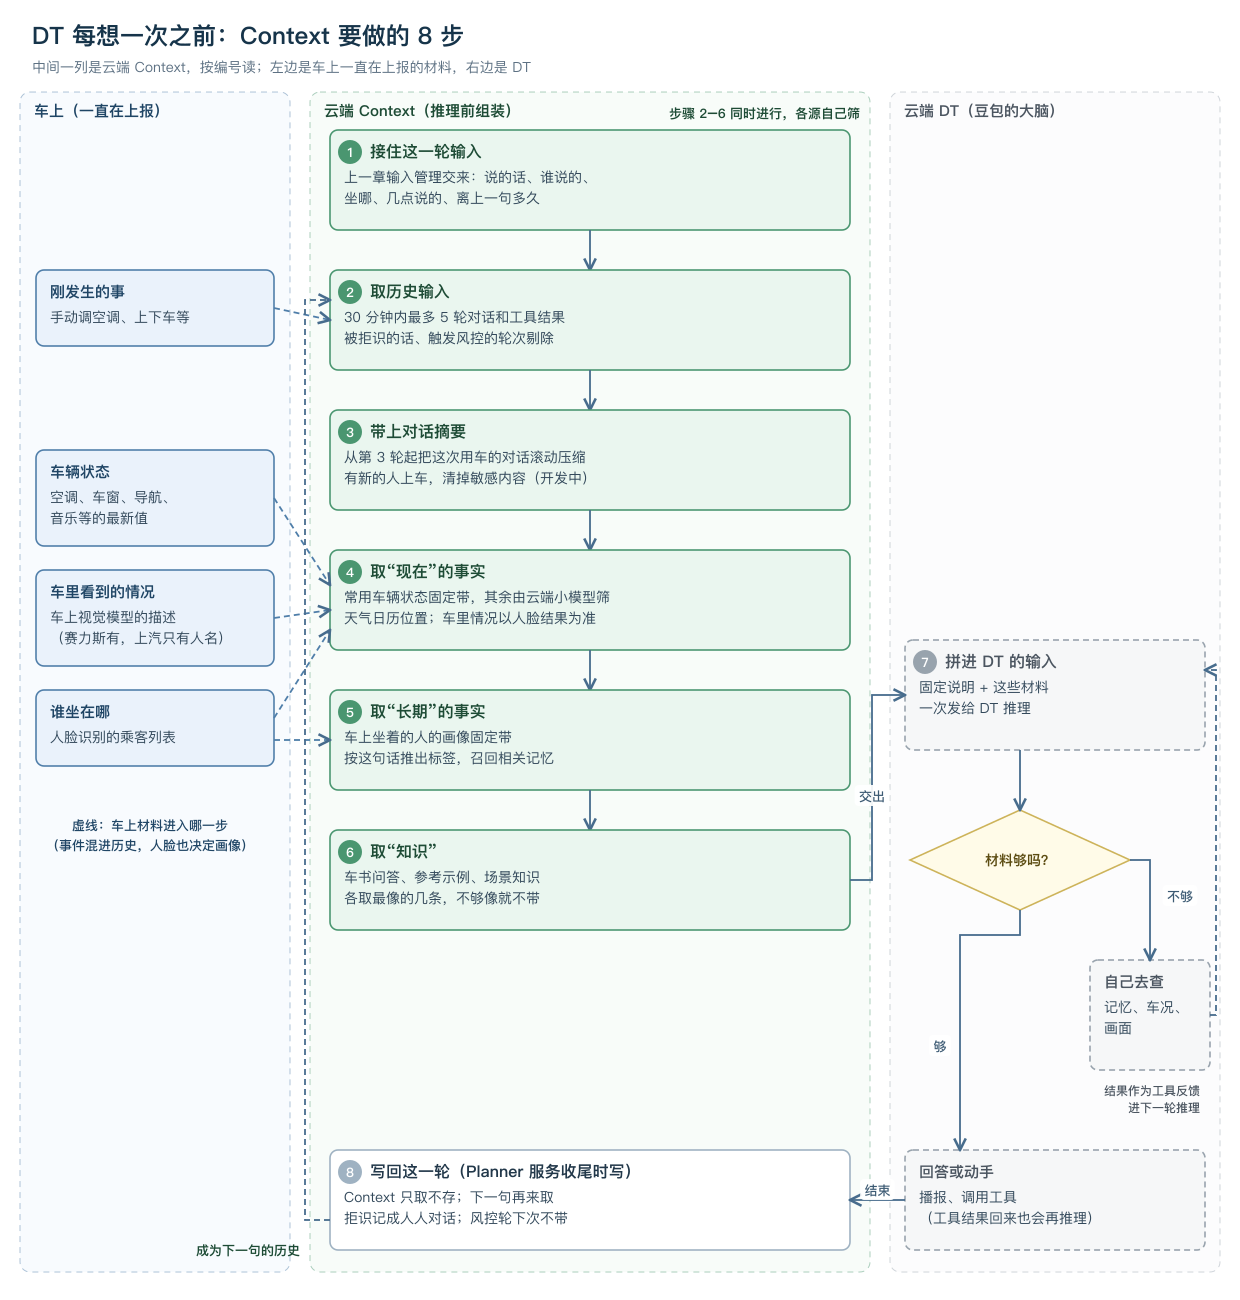 DT 每想一次之前：Context 要做的 8 步
中间一列是云端 Context，按编号读；左边是车上一直在上报的材料，右边是 DT
车上（一直在上报）
刚发生的事
手动调空调、上下车等
车辆状态
空调、车窗、导航、
音乐等的最新值
车里看到的情况
车上视觉模型的描述
（赛力斯有，上汽只有人名）
谁坐在哪
人脸识别的乘客列表
虚线：车上材料进入哪一步
（事件混进历史，人脸也决定画像）
云端 Context（推理前组装）
步骤 2—6 同时进行，各源自己筛
1 接住这一轮输入
上一章输入管理交来：说的话、谁说的、
坐哪、几点说的、离上一句多久
2 取历史输入
30 分钟内最多 5 轮对话和工具结果
被拒识的话、触发风控的轮次剔除
3 带上对话摘要
从第 3 轮起把这次用车的对话滚动压缩
有新的人上车，清掉敏感内容（开发中）
4 取“现在”的事实
常用车辆状态固定带，其余由云端小模型筛
天气日历位置；车里情况以人脸结果为准
5 取“长期”的事实
车上坐着的人的画像固定带
按这句话推出标签，召回相关记忆
6 取“知识”
车书问答、参考示例、场景知识
各取最像的几条，不够像就不带
交出
云端 DT（豆包的大脑）
7 拼进 DT 的输入
固定说明 + 这些材料
一次发给 DT 推理
材料够吗？
不够
自己去查
记忆、车况、
画面
结果作为工具反馈
进下一轮推理
够
回答或动手
播报、调用工具
（工具结果回来也会再推理）
结束
8 写回这一轮（Planner 服务收尾时写）
Context 只取不存；下一句再来取
拒识记成人人对话；风控轮下次不带
成为下一句的历史